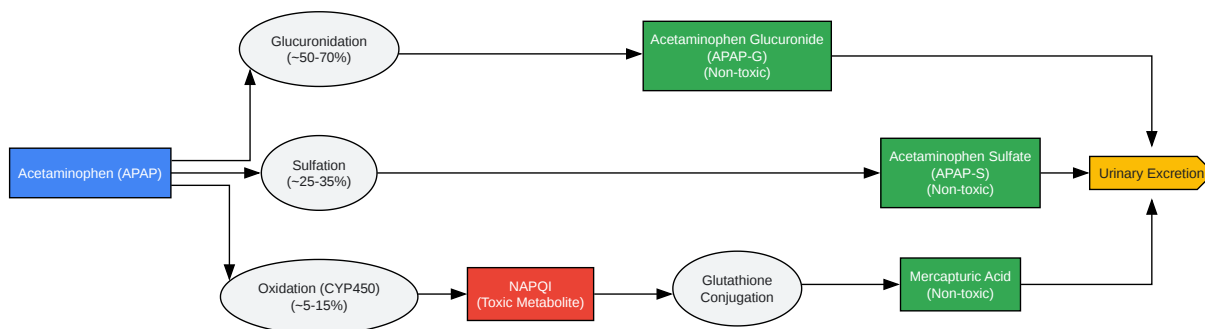 Glucuronidation
(~50-70%)
Acetaminophen Glucuronide
(APAP-G)
(Non-toxic)
Acetaminophen (APAP)
Sulfation
(~25-35%)
Acetaminophen Sulfate
(APAP-S)
(Non-toxic)
Urinary Excretion
Oxidation (CYP450)
(~5-15%)
NAPQI
(Toxic Metabolite)
Glutathione
Conjugation
Mercapturic Acid
(Non-toxic)